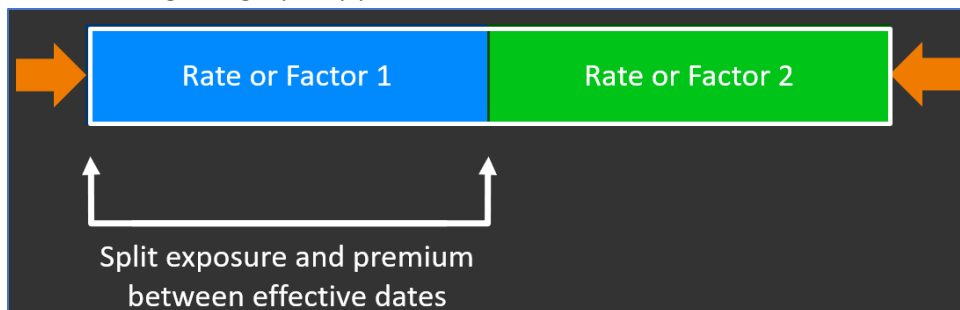 Rate or Factor 1
Rate or Factor 2
Split exposure and premium
between effective dates